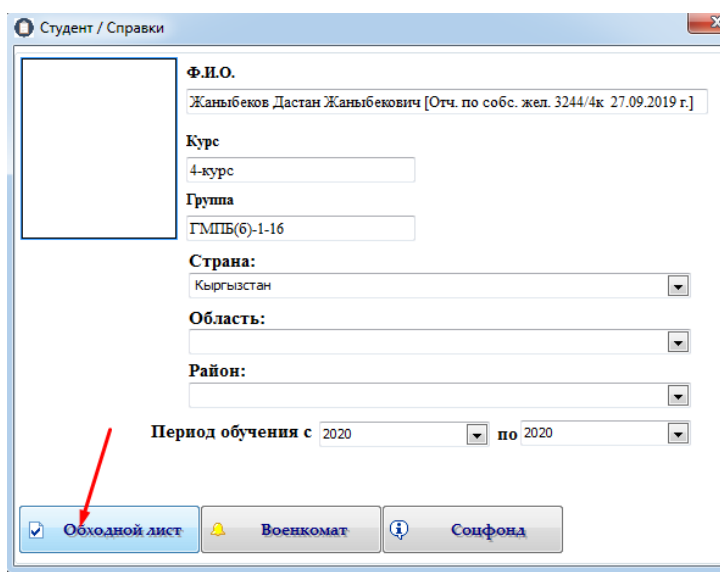 Студент / Справки
Ф.И.О.
Жаныбеков Дастан Жаныбекович [Отч. по собс. жел. 3244/4к 27.09.2019 г.]
Курс
4-курс
Группа
ГМПБ(б)-1-16
Страна:
Кыргызстан
Область:
Район:
Период обучения с 2020 по 2020
Обходной лист Военкомат Соцфонд